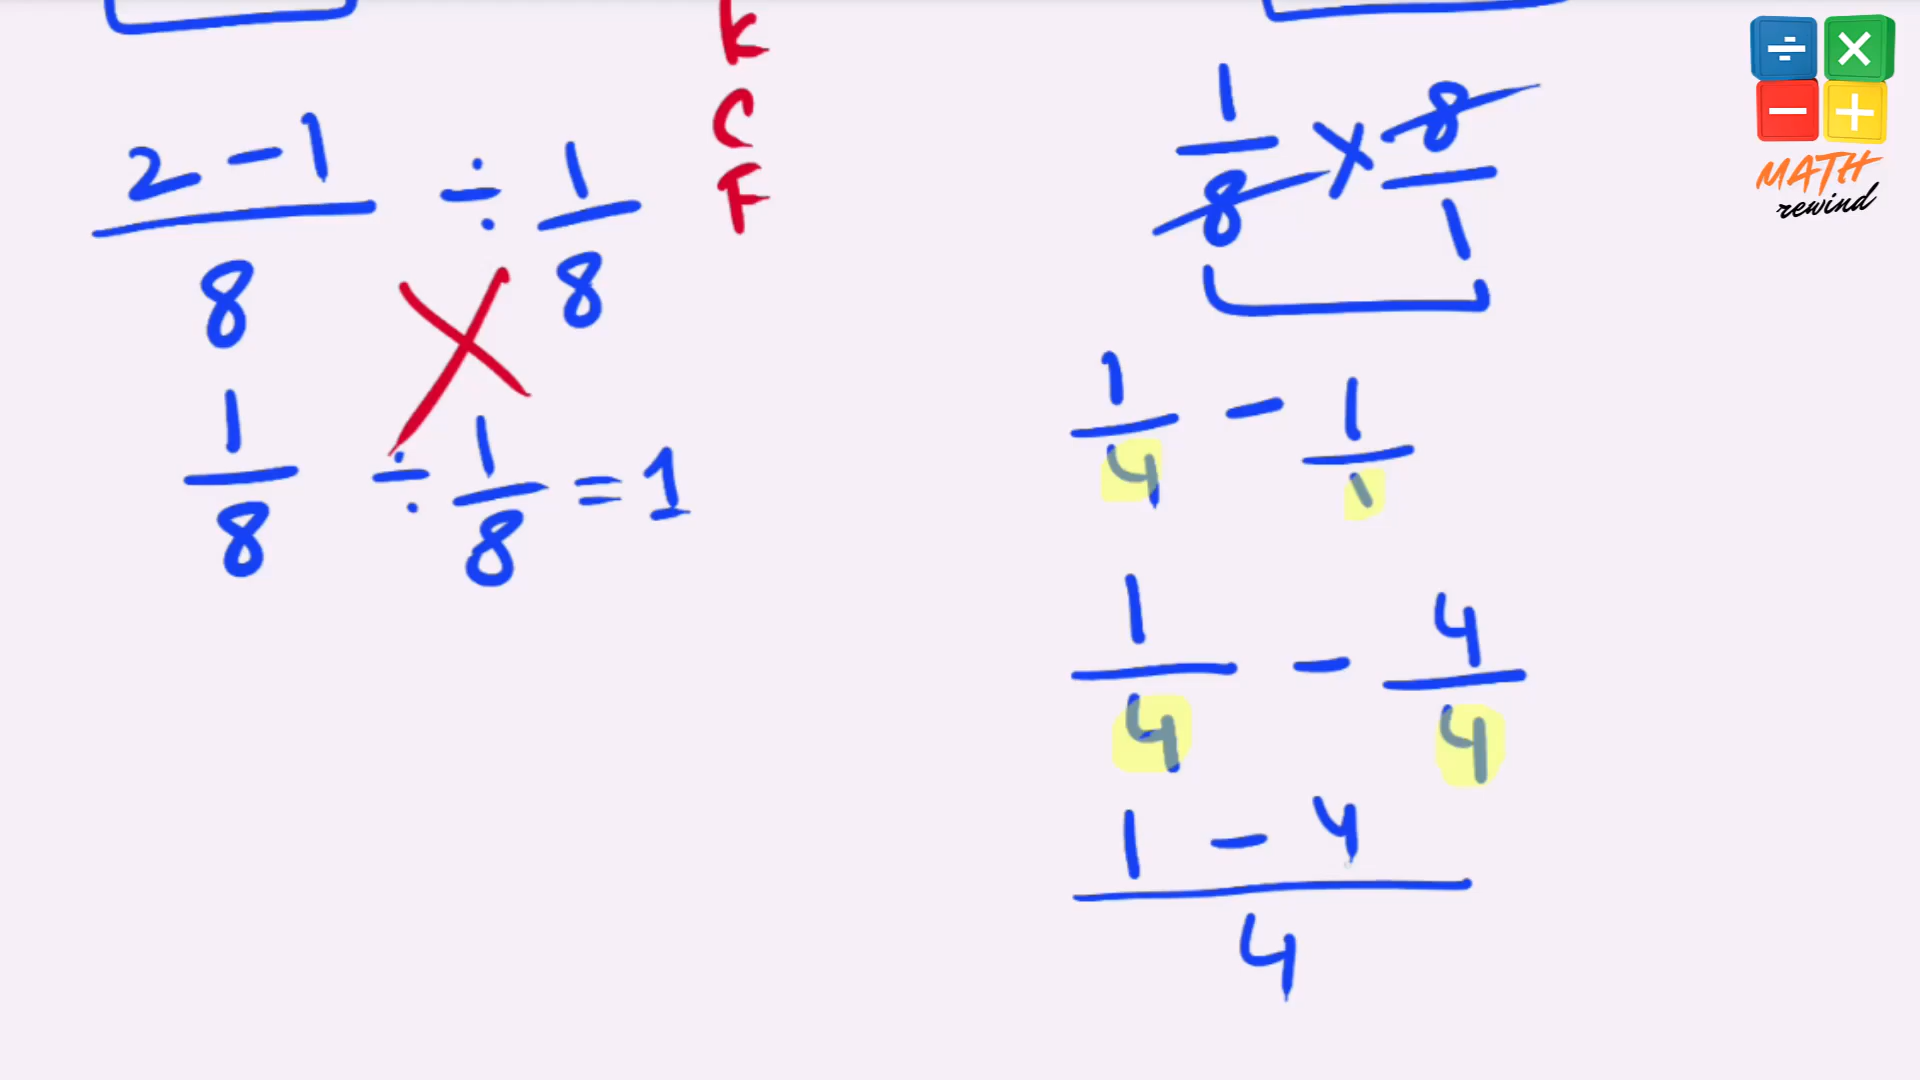 2 - 1 / 8 ÷ 1 / 8
1 / 8 ÷ 1 / 8 = 1
K
C
F
1 / 8 × 8 / 1
1 / 4 - 1 / 1
1 / 4 - 4 / 4
1 - 4 / 4
÷ ×
- +
MATH
rewind